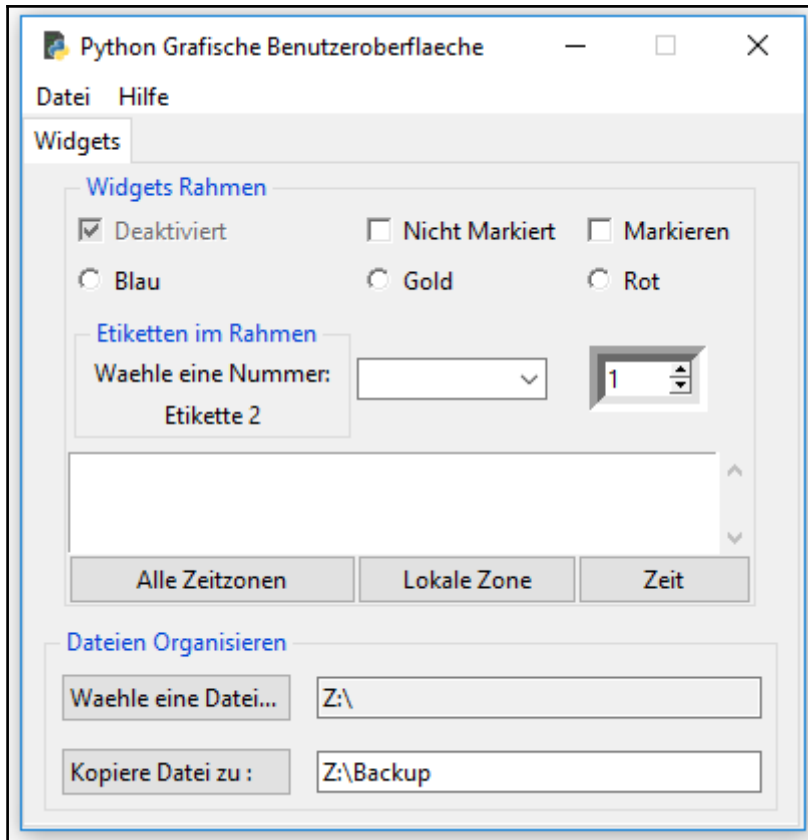 Python Grafische Benutzeroberflaeche
Datei Hilfe
Widgets
Widgets Rahmen
Deaktiviert Nicht Markiert Markieren
Blau Gold Rot
Etiketten im Rahmen
Waehle eine Nummer: 1
Etikette 2
Alle Zeitzonen Lokale Zone Zeit
Dateien Organisieren
Waehle eine Datei... Z:\
Kopiere Datei zu : Z:\Backup